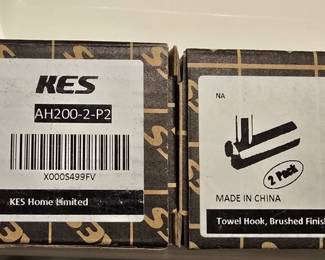 KES
AH200-2-P2
X000S499FV
KES Home Limited
NA
2 Pack
MADE IN CHINA
Towel Hook, Brushed Finish